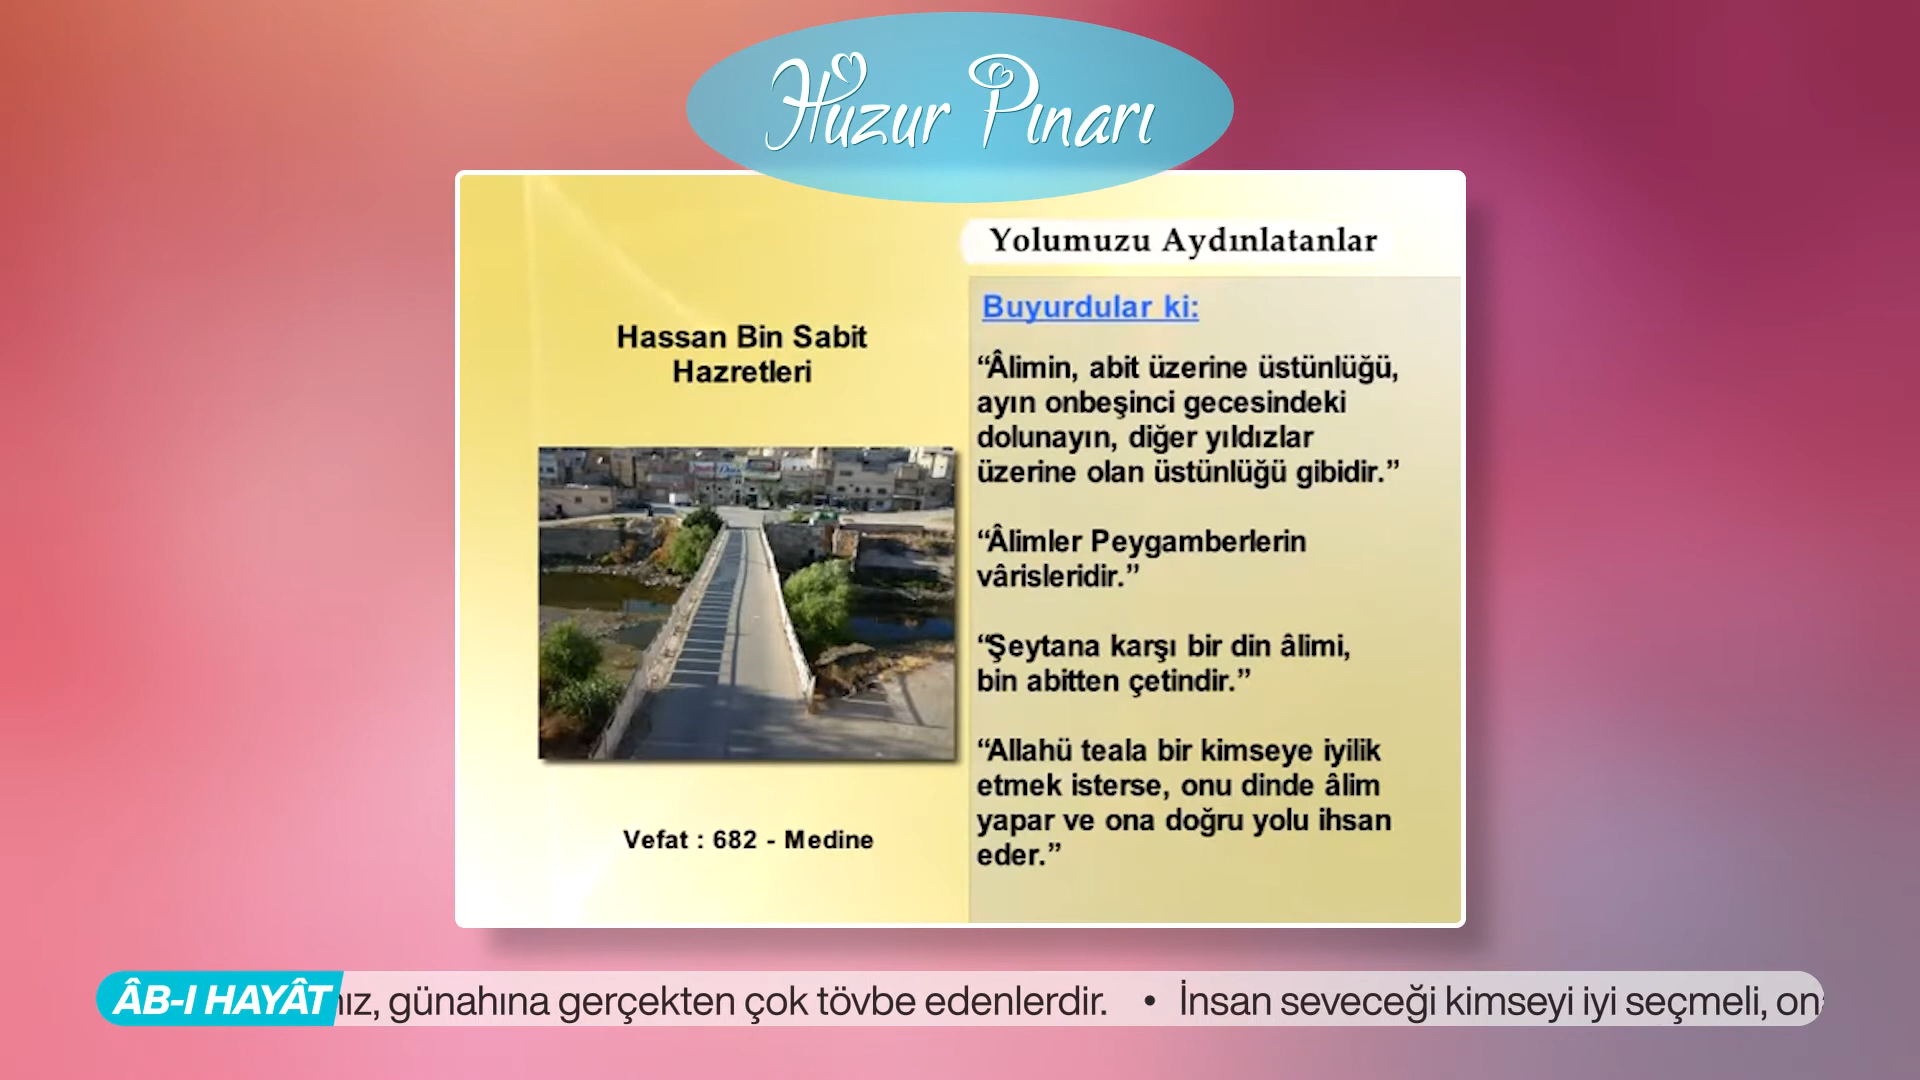 Huzur Pınarı
Yolumuzu Aydınlatanlar
Hassan Bin Sabit
Hazretleri
Vefat : 682 - Medine
Buyurdular ki:
“Âlimin, abit üzerine üstünlüğü,
ayın onbeşinci gecesindeki
dolunayın, diğer yıldızlar
üzerine olan üstünlüğü gibidir.”
“Âlimler Peygamberlerin
vârisleridir.”
“Şeytana karşı bir din âlimi,
bin abitten çetindir.”
“Allahü teala bir kimseye iyilik
etmek isterse, onu dinde âlim
yapar ve ona doğru yolu ihsan
eder.”
ÂB-I HAYÂT
günahına gerçekten çok tövbe edenlerdir. • İnsan seveceği kimseyi iyi seçmeli,